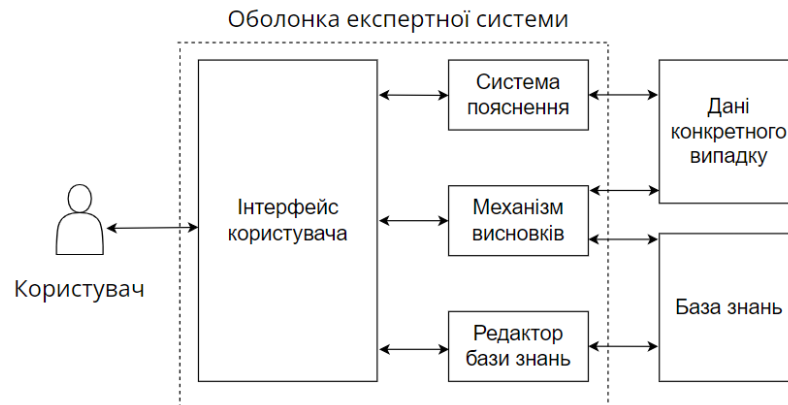 Оболонка експертної системи
Система
пояснення
Дані
конкретного
випадку
Інтерфейс
користувача
Механізм
висновків
Користувач
База знань
Редактор
бази знань